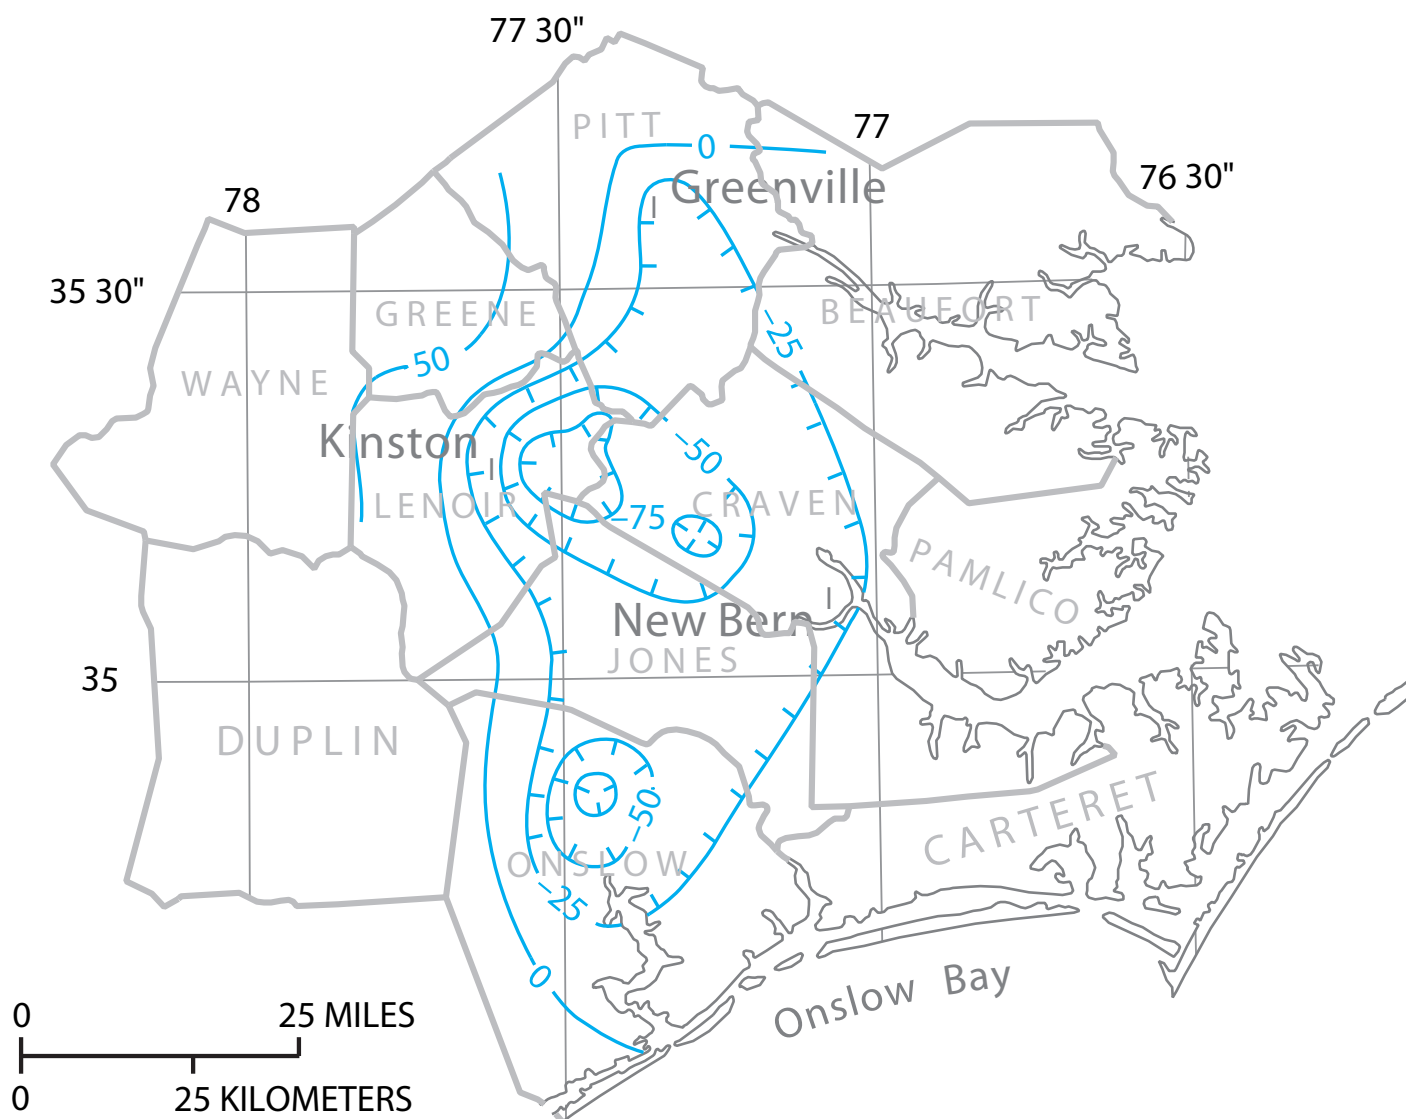 77 30"
PITT
77
0
Greenville
76 30"
78
35 30"
GREENE
BEAUFORT
−25
50
WAYNE
Kinston
−50
LENOIR
CRAVEN
−75
PAMLICO
New Bern
JONES
35
DUPLIN
−50
CARTERET
ONSLOW
−25
0
Onslow Bay
0
25 MILES
0
25 KILOMETERS